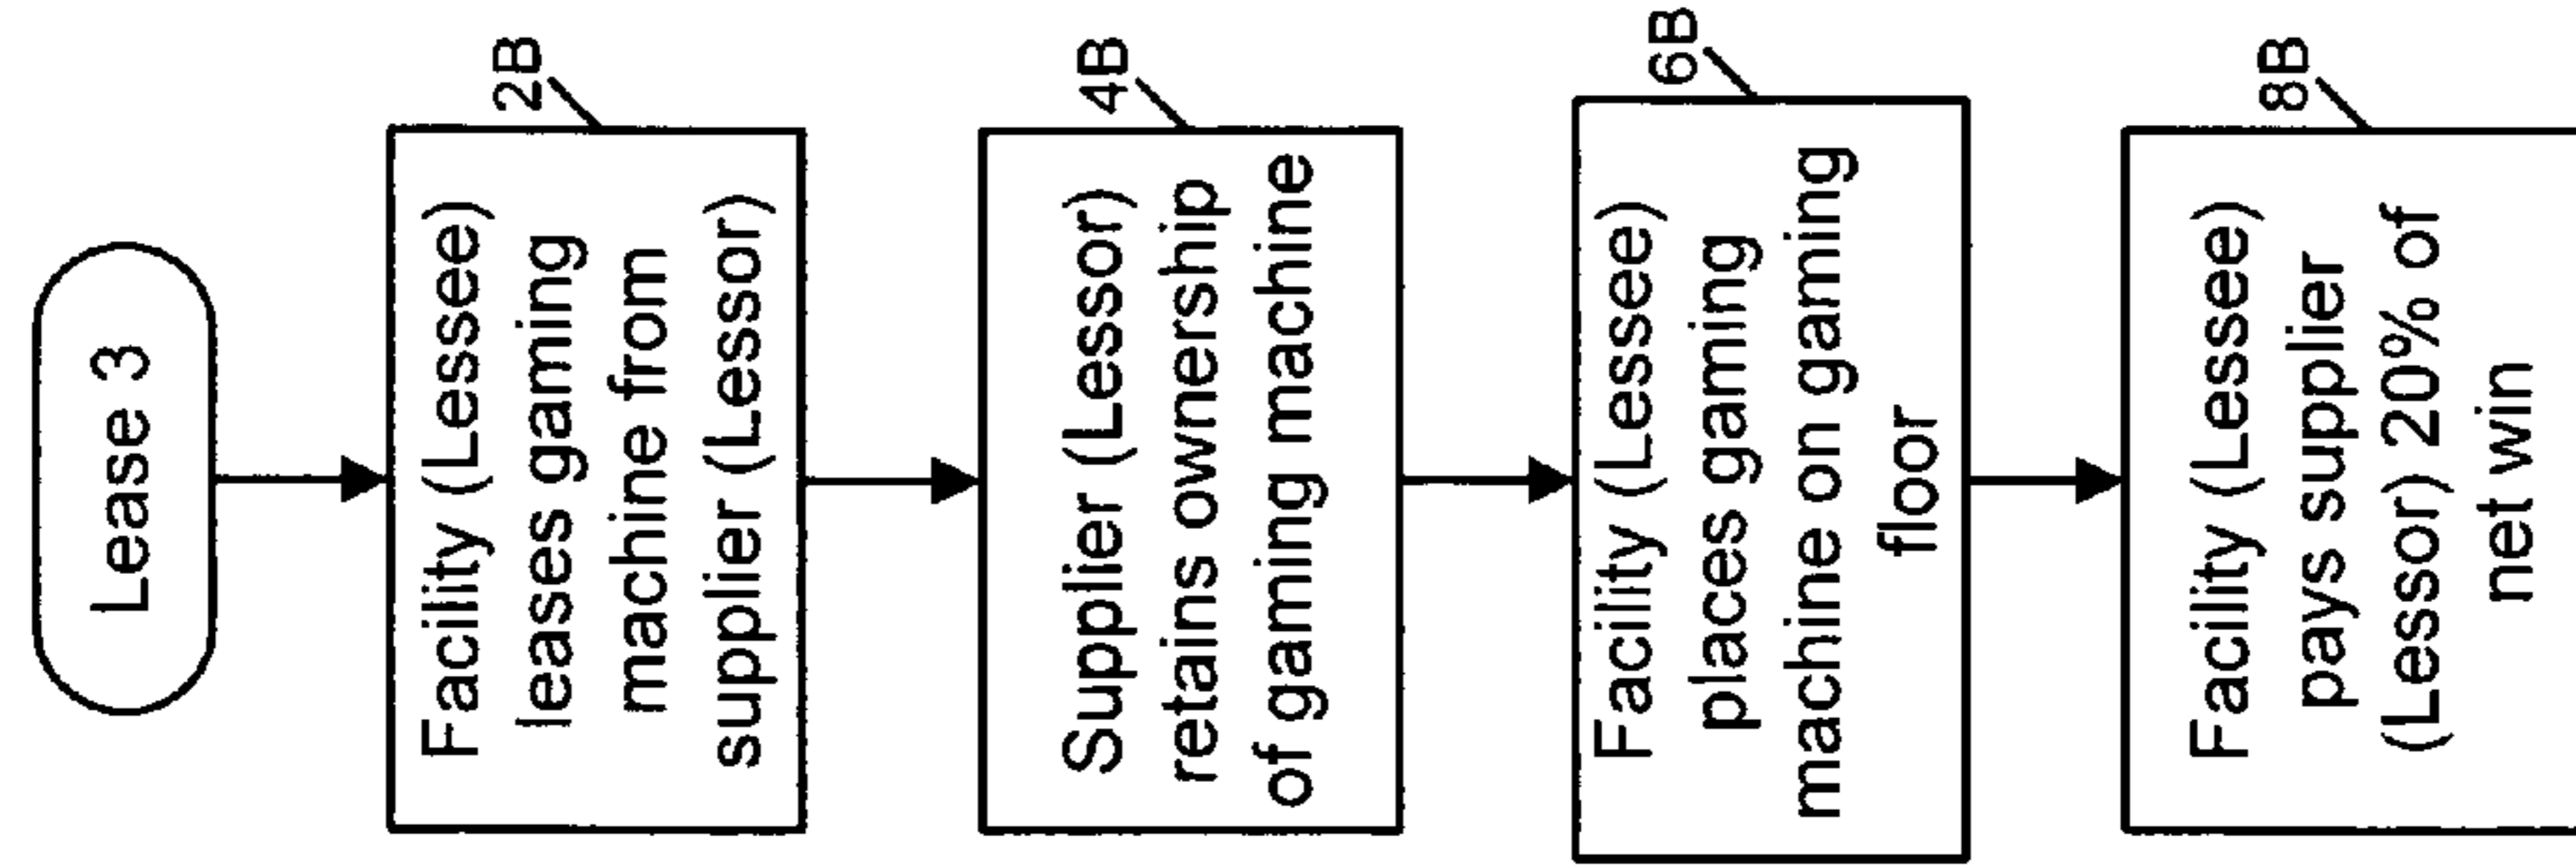 Lease 3
2B
Facility (Lessee)
leases gaming
machine from
supplier (Lessor)
4B
Supplier (Lessor)
retains ownership
of gaming machine
6B
Facility (Lessee)
places gaming
machine on gaming
floor
8B
Facility (Lessee)
pays supplier
(Lessor) 20% of
net win